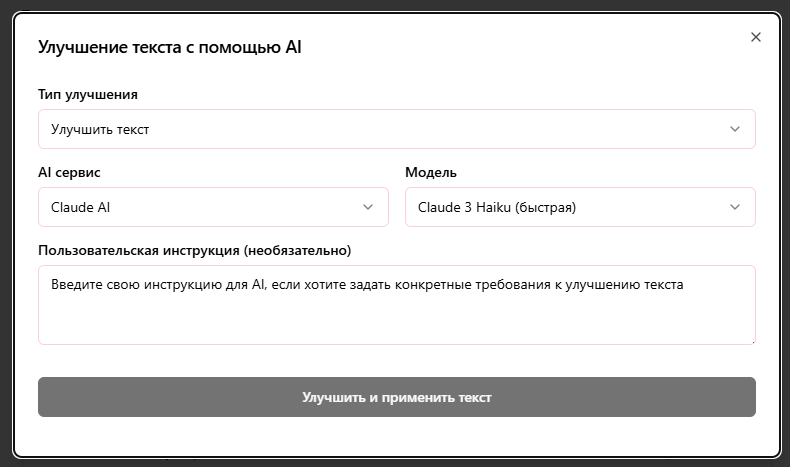 Улучшение текста с помощью AI
Тип улучшения
Улучшить текст
AI сервис
Модель
Claude AI
Claude 3 Haiku (быстрая)
Пользовательская инструкция (необязательно)
Введите свою инструкцию для AI, если хотите задать конкретные требования к улучшению текста
Улучшить и применить текст